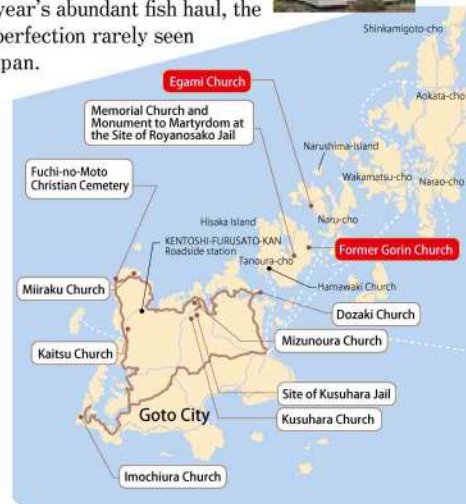 year's abundant fish haul, the
perfection rarely seen
pan.
Shinkamigoto-cho
Egami Church
Aokata-cho
Memorial Church and
Monument to Martyrdom at
the Site of Royanosako Jail
Narushima-Island
Wakamatsu-cho
Narao-cho
Fuchi-no-Moto
Christian Cemetery
Naru-cho
Hisaka Island
KENTOSHI-FURUSATO-KAN
Roadside station
Tanoura-cho
Former Gorin Church
Hamawaki Church
Miiraku Church
Dozaki Church
Mizunoura Church
Kaitsu Church
Site of Kusuhara Jail
Goto City
Kusuhara Church
Imochiura Church